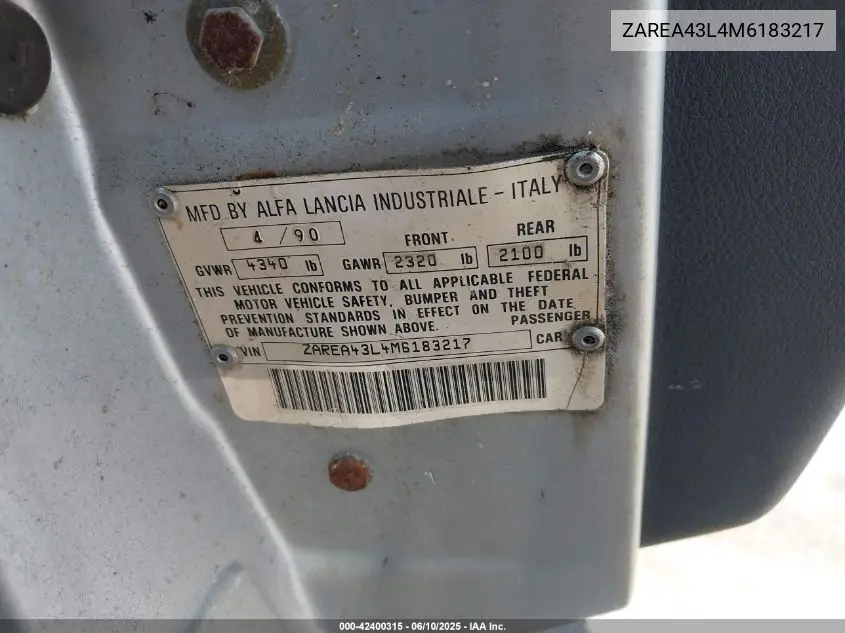 ZAREA43L4M6183217
MFD BY ALFA LANCIA INDUSTRIALE - ITALY
4 / 90
FRONT
REAR
GVWR 4340 lb
GAWR 2320 lb
2100 lb
THIS VEHICLE CONFORMS TO ALL APPLICABLE FEDERAL
MOTOR VEHICLE SAFETY, BUMPER AND THEFT
PREVENTION STANDARDS IN EFFECT ON THE DATE
OF MANUFACTURE SHOWN ABOVE.
PASSENGER
CAR
VIN ZAREA43L4M6183217
000-42400315 - 06/10/2025 - IAA Inc.